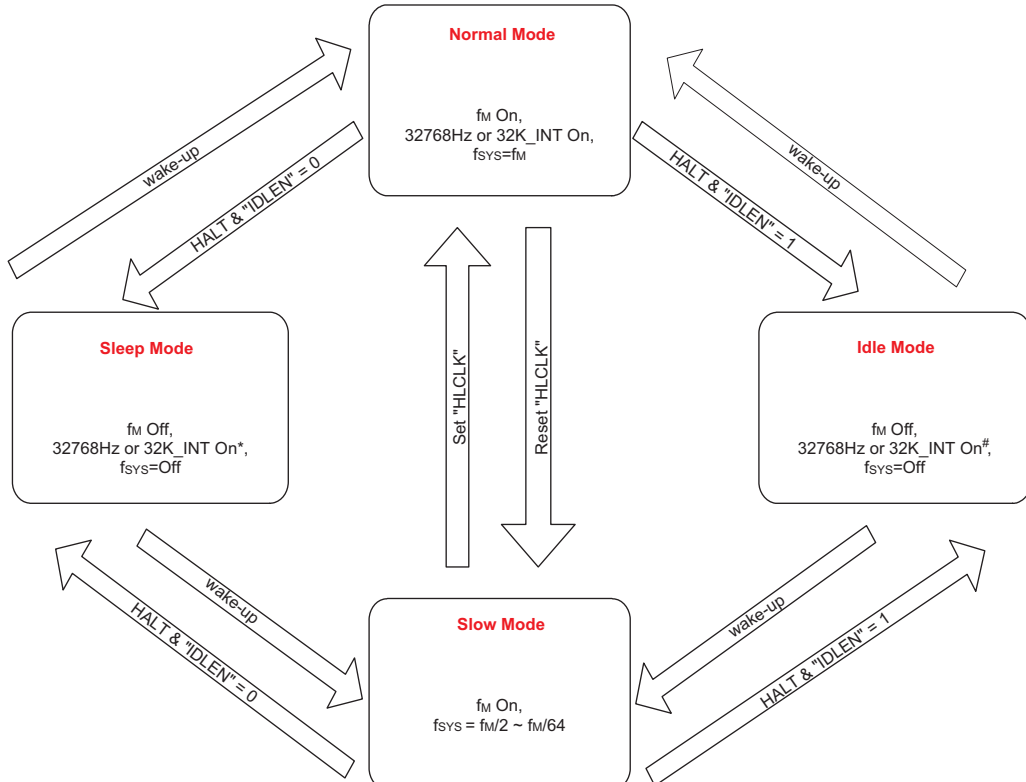 Normal Mode
fM On,
32768Hz or 32K_INT On,
fSYS=fM
wake-up
HALT & "IDLEN" = 0
HALT & "IDLEN" = 1
wake-up
Sleep Mode
fM Off,
32768Hz or 32K_INT On*,
fSYS=Off
Set "HLCLK"
Reset "HLCLK"
Idle Mode
fM Off,
32768Hz or 32K_INT On#,
fSYS=Off
wake-up
HALT & "IDLEN" = 0
wake-up
HALT & "IDLEN" = 1
Slow Mode
fM On,
fSYS = fM/2 ~ fM/64